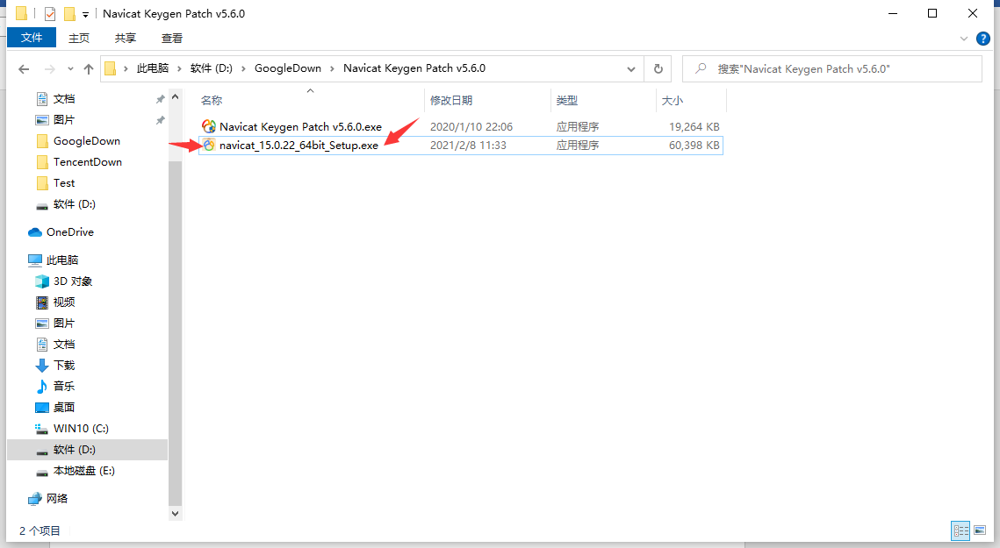 Navicat Keygen Patch v5.6.0
文件 主页 共享 查看
此电脑 软件 (D:) GoogleDown Navicat Keygen Patch v5.6.0 搜索"Navicat Keygen Patch v5.6.0"
名称 修改日期 类型 大小
Navicat Keygen Patch v5.6.0.exe 2020/1/10 22:06 应用程序 19,264 KB
navicat_15.0.22_64bit_Setup.exe 2021/2/8 11:33 应用程序 60,398 KB
文档
图片
GoogleDown
TencentDown
Test
软件 (D:)
OneDrive
此电脑
3D 对象
视频
图片
文档
下载
音乐
桌面
WIN10 (C:)
软件 (D:)
本地磁盘 (E:)
网络
2 个项目